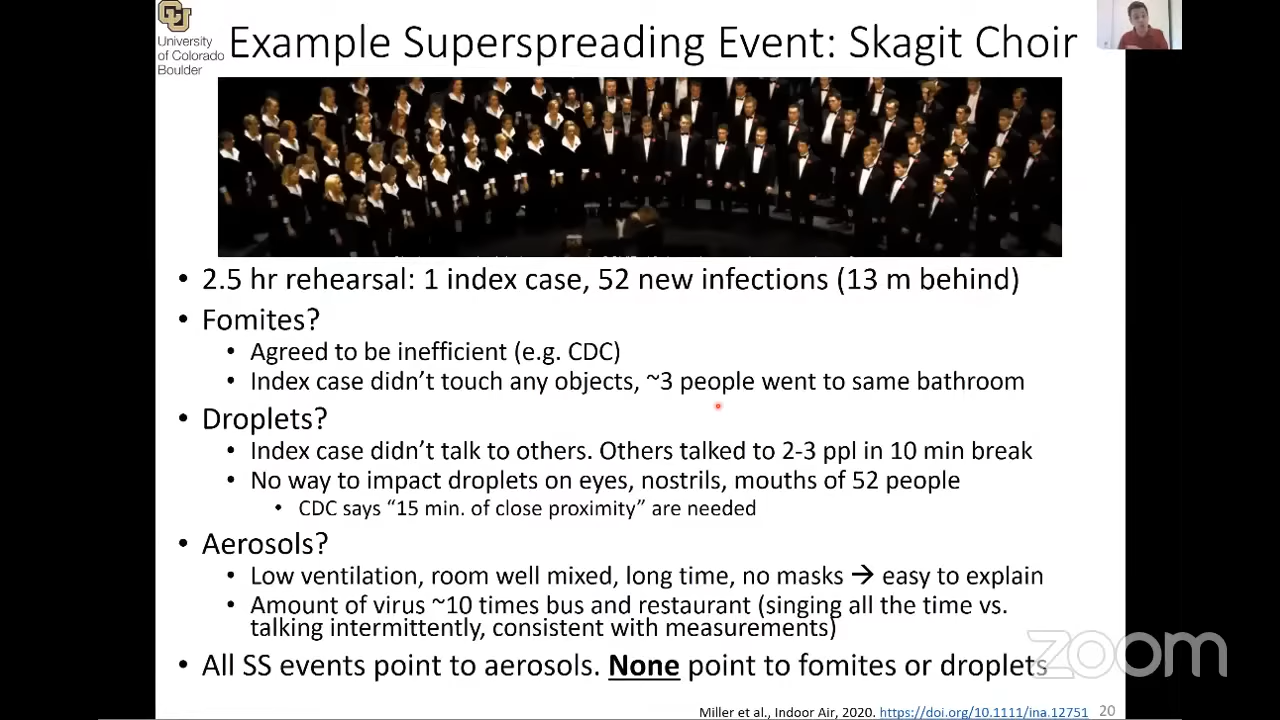 University
of Colorado
Boulder
Example Superspreading Event: Skagit Choir
• 2.5 hr rehearsal: 1 index case, 52 new infections (13 m behind)
• Fomites?
• Agreed to be inefficient (e.g. CDC)
• Index case didn’t touch any objects, ~3 people went to same bathroom
• Droplets?
• Index case didn’t talk to others. Others talked to 2-3 ppl in 10 min break
• No way to impact droplets on eyes, nostrils, mouths of 52 people
• CDC says “15 min. of close proximity” are needed
• Aerosols?
• Low ventilation, room well mixed, long time, no masks → easy to explain
• Amount of virus ~10 times bus and restaurant (singing all the time vs.
talking intermittently, consistent with measurements)
• All SS events point to aerosols. None point to fomites or droplets
zoom
Miller et al., Indoor Air, 2020. https://doi.org/10.1111/ina.12751 20